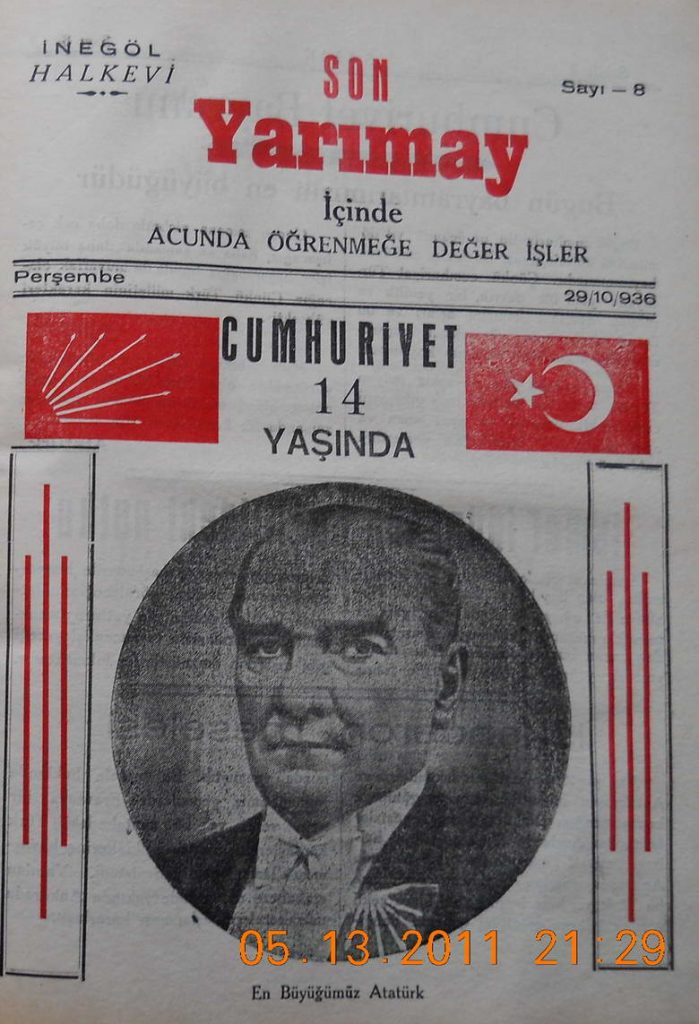 İNEGÖL
HALKEVİ
SON
Sayı — 8
Yarımay
İçinde
ACUNDA ÖĞRENMEĞE DEĞER İŞLER
Perşembe
29/10/936
CUMHURİYET
14
YAŞINDA
05.13.2011 21:29
En Büyüğümüz Atatürk